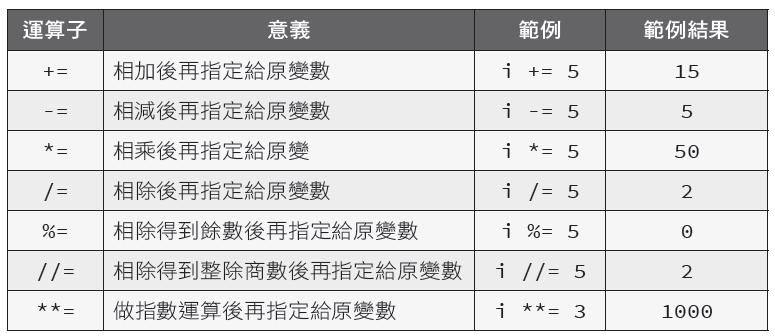 運算子 意義 範例 範例結果
+= 相加後再指定給原變數 i += 5 15
-= 相減後再指定給原變數 i -= 5 5
*= 相乘後再指定給原變 i *= 5 50
/= 相除後再指定給原變數 i /= 5 2
%= 相除得到餘數後再指定給原變數 i %= 5 0
//= 相除得到整除商數後再指定給原變數 i //= 5 2
**= 做指數運算後再指定給原變數 i **= 3 1000